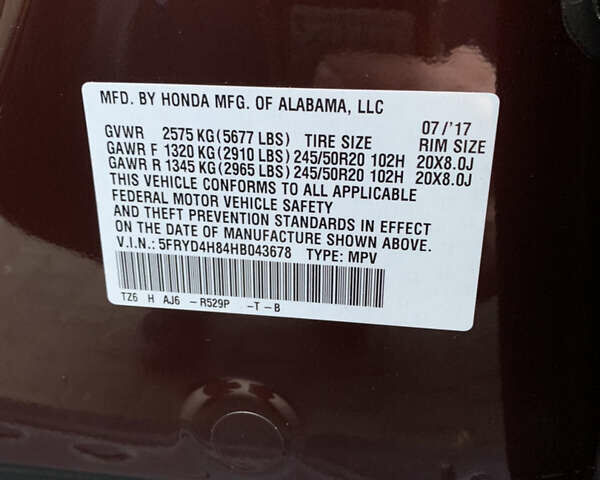 MFD. BY HONDA MFG. OF ALABAMA, LLC
07/'17
GVWR 2575 KG (5677 LBS) TIRE SIZE RIM SIZE
GAWR F 1320 KG (2910 LBS) 245/50R20 102H 20X8.0J
GAWR R 1345 KG (2965 LBS) 245/50R20 102H 20X8.0J
THIS VEHICLE CONFORMS TO ALL APPLICABLE
FEDERAL MOTOR VEHICLE SAFETY
AND THEFT PREVENTION STANDARDS IN EFFECT
ON THE DATE OF MANUFACTURE SHOWN ABOVE.
V.I.N.: 5FRYD4H84HB043678 TYPE: MPV
TZ6 H AJ6 - R529P -T - B